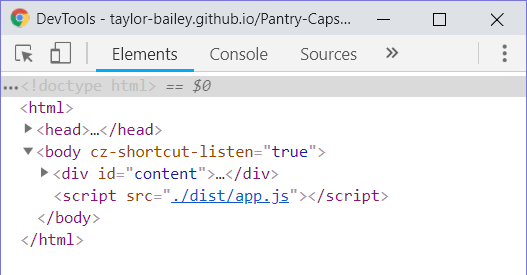 DevTools - taylor-bailey.github.io/Pantry-Caps...
Elements Console Sources »
...<!doctype html> == $0
<html>
<head>…</head>
<body cz-shortcut-listen="true">
<div id="content">…</div>
<script src="./dist/app.js"></script>
</body>
</html>